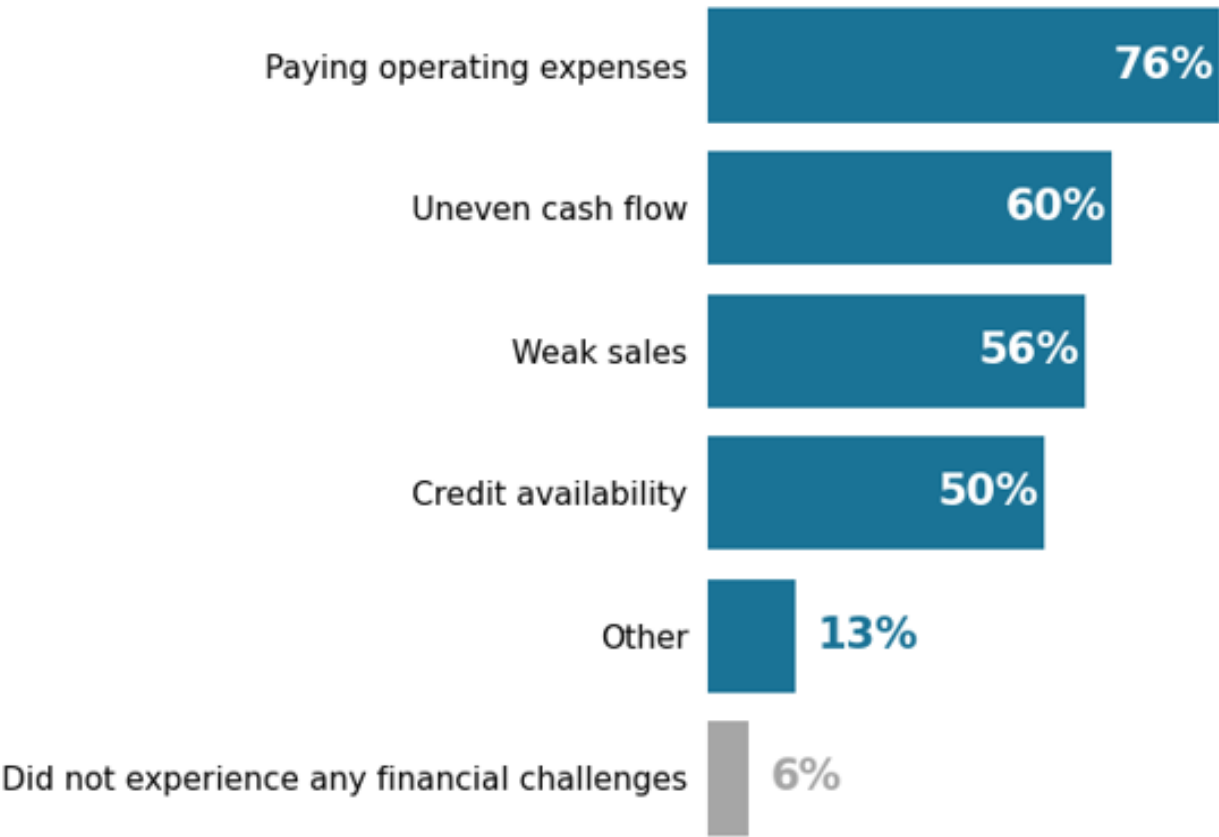 Paying operating expenses 76%
Uneven cash flow 60%
Weak sales 56%
Credit availability 50%
Other 13%
Did not experience any financial challenges 6%